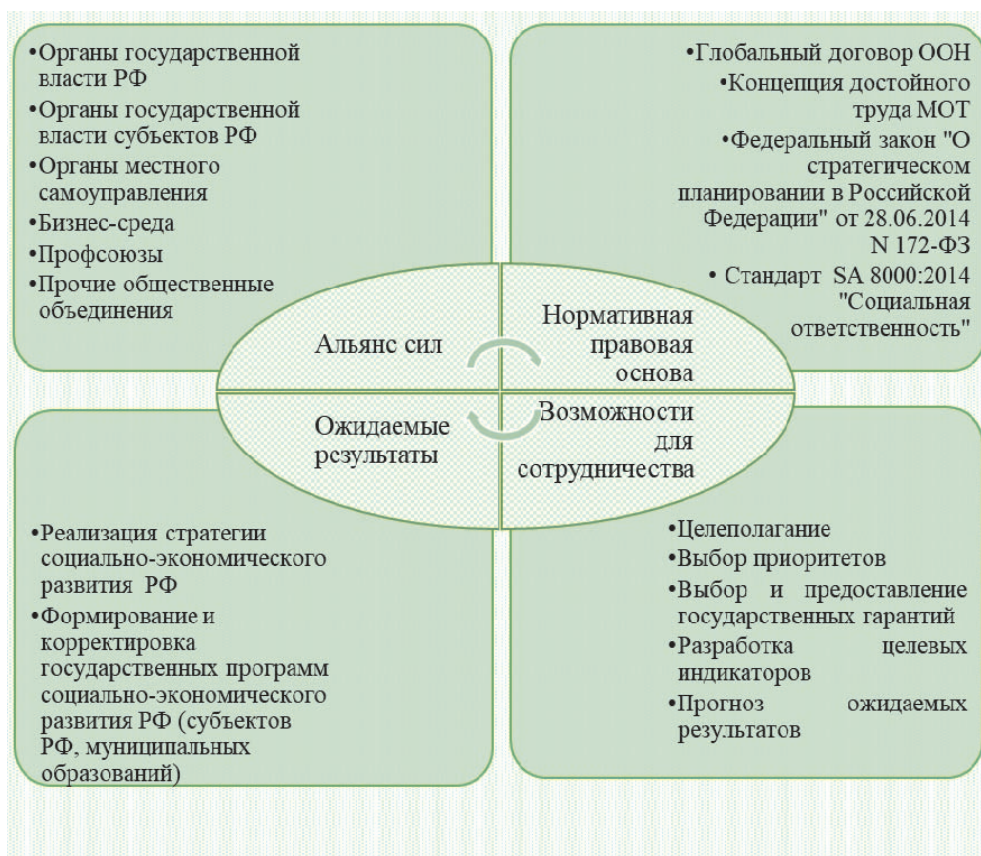 •Органы государственной
власти РФ
•Органы государственной
власти субъектов РФ
•Органы местного
самоуправления
•Бизнес-среда
•Профсоюзы
•Прочие общественные
объединения
•Глобальный договор ООН
•Концепция достойного
труда МОТ
•Федеральный закон "О
стратегическом
планировании в Российской
Федерации" от 28.06.2014
N 172-ФЗ
• Стандарт SA 8000:2014
"Социальная
ответственность"
Альянс сил
Нормативная
правовая
основа
Ожидаемые
результаты
Возможности
для
сотрудничества
•Реализация стратегии
социально-экономического
развития РФ
•Формирование и
корректировка
государственных программ
социально-экономического
развития РФ (субъектов
РФ, муниципальных
образований)
•Целеполагание
•Выбор приоритетов
•Выбор и предоставление
государственных гарантий
•Разработка целевых
индикаторов
•Прогноз ожидаемых
результатов